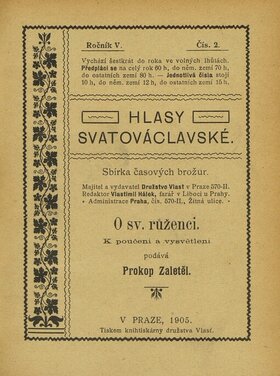 Ročník V. Čís. 2.
Vychází šestkrát do roka ve volných lhůtách.
Předplácí se na celý rok 60 h, do něm. zemí 70 h,
do ostatních zemí 80 h. — Jednotlivá čísla stojí
10 h, do něm. zemí 12 h, do ostatních zemí 15 h.
HLASY
SVATOVÁCLAVSKÉ.
Sbírka časových brožur.
Majitel a vydavatel Družstvo Vlast v Praze 570-II.
Redaktor Vlastimil Hálek, farář v Liboci u Prahy.
• Administrace Praha, čís. 570-II., Žitná ulice. •
O sv. růženci.
K poučení a vysvětlení
podává
Prokop Zaletěl.
V PRAZE, 1905.
Tiskem knihtiskárny družstva Vlasť.